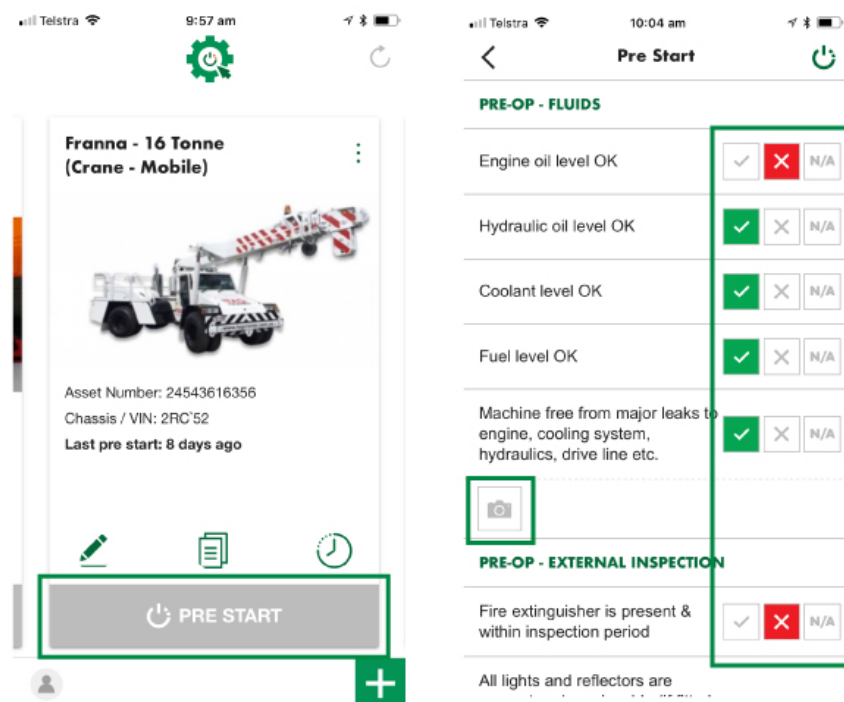 Telstra 9:57 am
Franna - 16 Tonne
(Crane - Mobile)
Asset Number: 24543616356
Chassis / VIN: 2RC`52
Last pre start: 8 days ago
PRE START
Telstra 10:04 am
Pre Start
PRE-OP - FLUIDS
Engine oil level OK N/A
Hydraulic oil level OK N/A
Coolant level OK N/A
Fuel level OK N/A
Machine free from major leaks to
engine, cooling system, N/A
hydraulics, drive line etc.
PRE-OP - EXTERNAL INSPECTION
Fire extinguisher is present &
within inspection period N/A
All lights and reflectors are